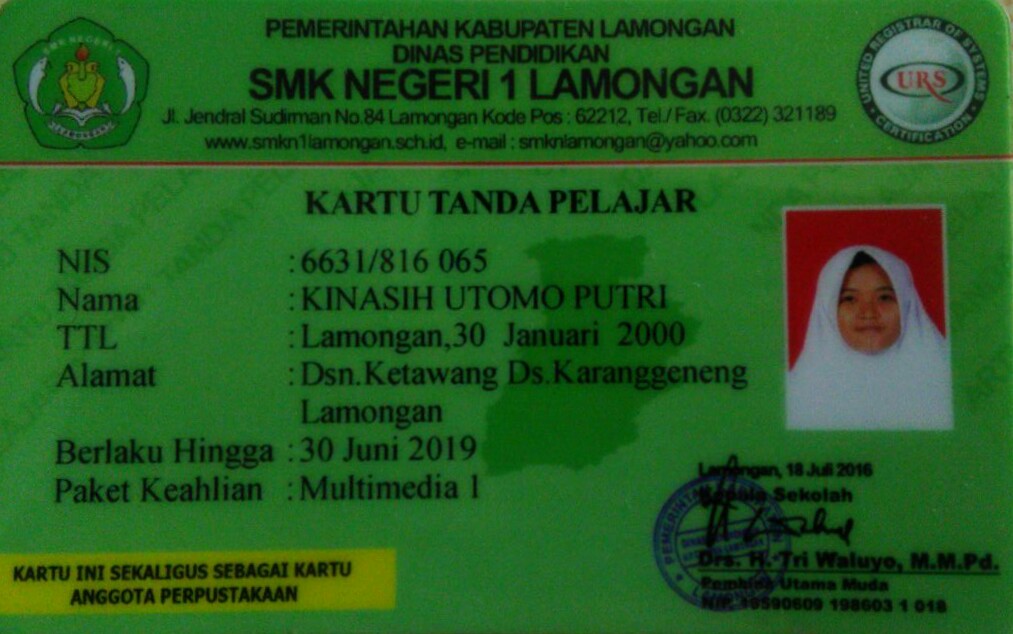 PEMERINTAHAN KABUPATEN LAMONGAN
DINAS PENDIDIKAN
SMK NEGERI 1 LAMONGAN
Jl. Jendral Sudirman No.84 Lamongan Kode Pos : 62212, Tel./ Fax. (0322) 321189
www.smkn1lamongan.sch.id, e-mail : smknlamongan@yahoo.com
SMK NEGERI 1
LAMONGAN
UNITED REGISTRAR OF SYSTEMS
URS
CERTIFICATION
KARTU TANDA PELAJAR
NIS : 6631/816 065
Nama : KINASIH UTOMO PUTRI
TTL : Lamongan,30 Januari 2000
Alamat : Dsn.Ketawang Ds.Karanggeneng
Lamongan
Berlaku Hingga : 30 Juni 2019
Paket Keahlian : Multimedia 1
Lamongan, 18 Juli 2016
Kepala Sekolah
Drs. H. Tri Waluyo, M.M.Pd.
Pembina Utama Muda
NIP. 19590609 198603 1 018
KARTU INI SEKALIGUS SEBAGAI KARTU
ANGGOTA PERPUSTAKAAN